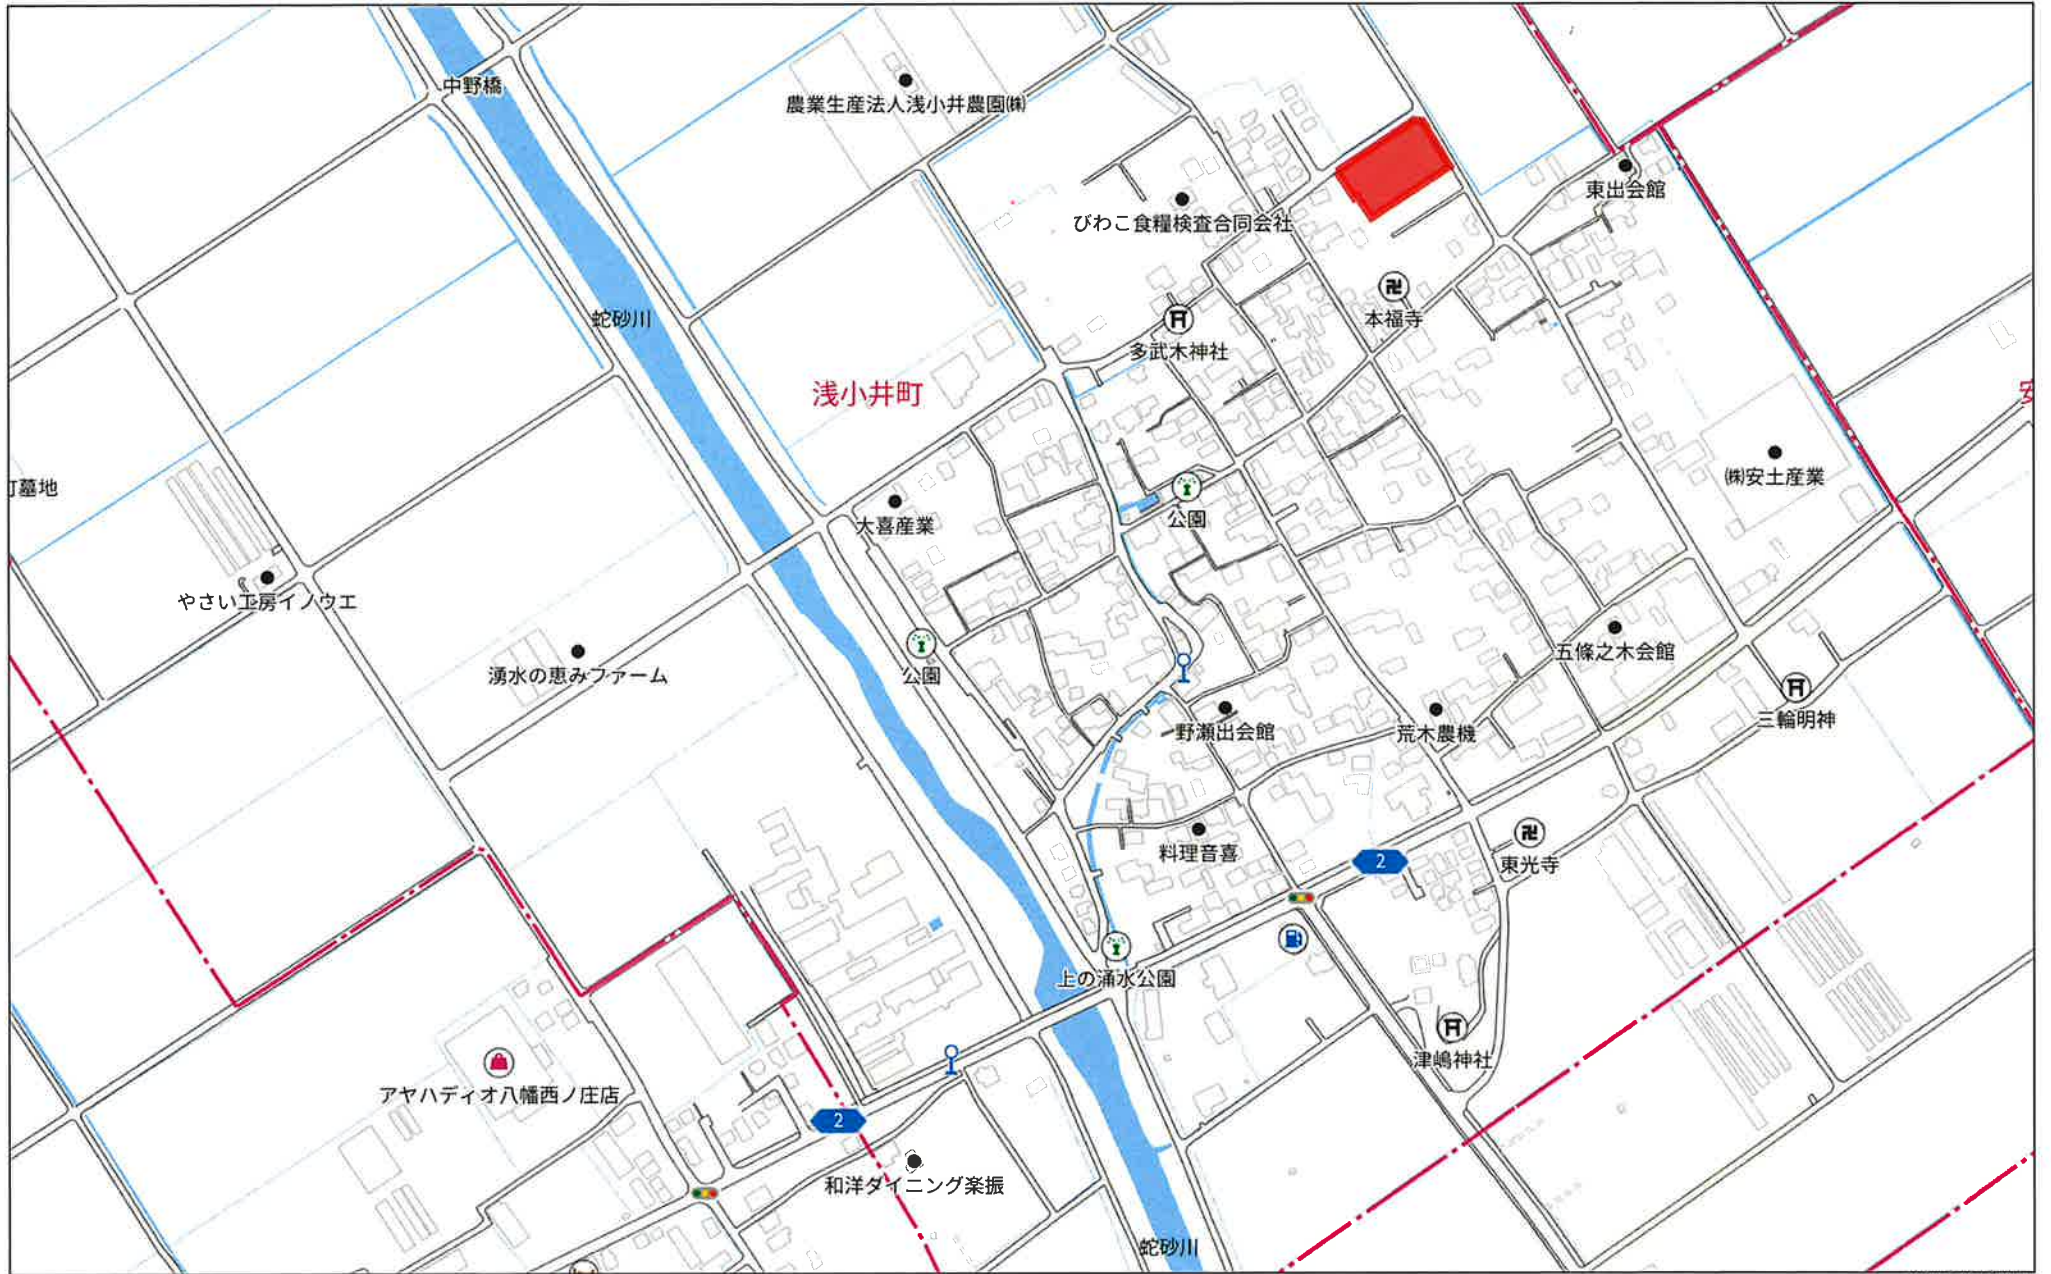 中野橋
農業生産法人浅小井農園㈱
東出会館
びわこ食糧検査合同会社
蛇砂川
本福寺
多武木神社
浅小井町
安
町墓地
㈱安土産業
大喜産業
公園
やさい工房イノウエ
湧水の恵みファーム
公園
五條之木会館
三輪明神
野瀬出会館
荒木農機
料理音喜
2
東光寺
上の涌水公園
津嶋神社
アヤハディオ八幡西ノ庄店
2
和洋ダイニング楽振
蛇砂川